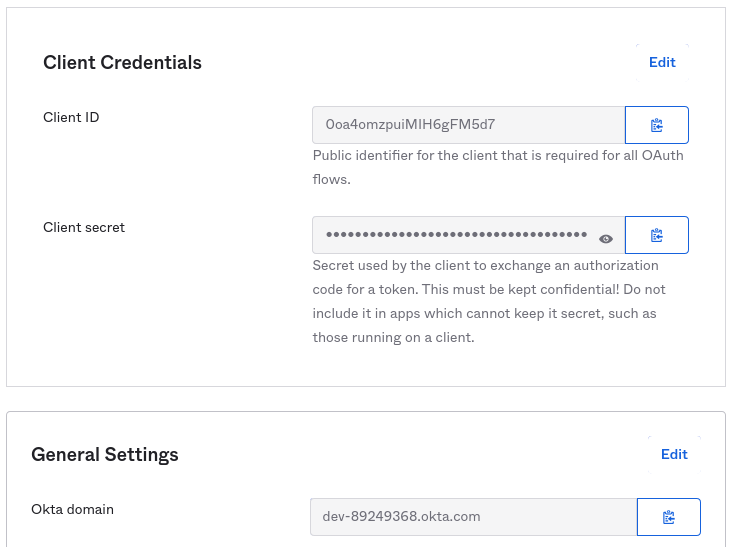 Client Credentials
Edit
Client ID
0oa4omzpuiMIH6gFM5d7
Public identifier for the client that is required for all OAuth
flows.
Client secret
••••••••••••••••••••••••••••••••••••
Secret used by the client to exchange an authorization
code for a token. This must be kept confidential! Do not
include it in apps which cannot keep it secret, such as
those running on a client.
General Settings
Edit
Okta domain
dev-89249368.okta.com